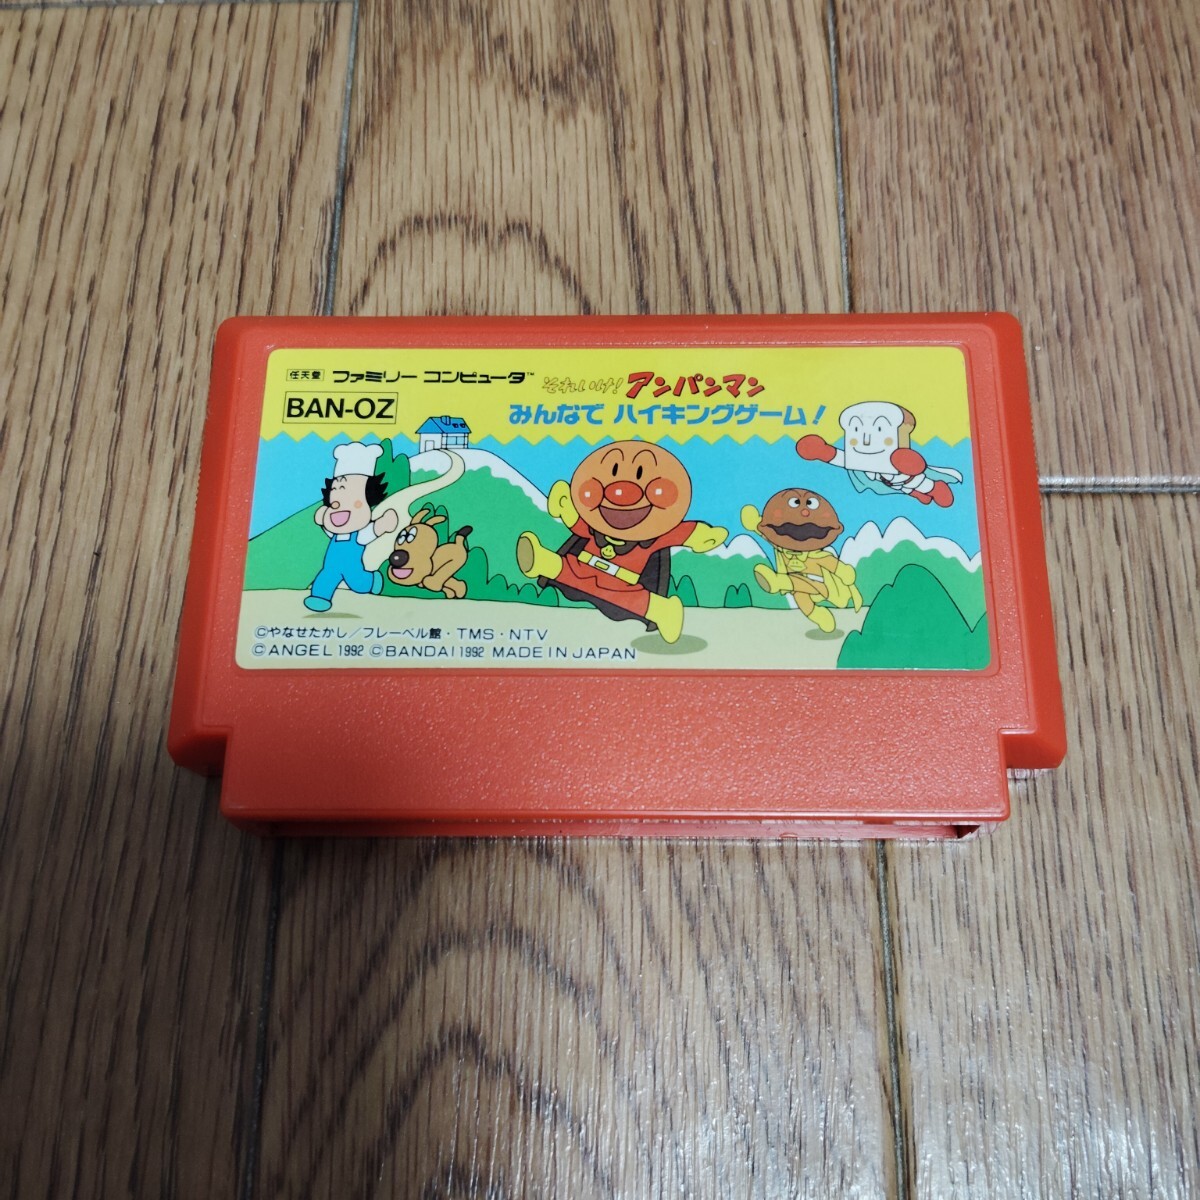 任天堂 ファミリー コンピュータ™
BAN-OZ
それいけ! アンパンマン
みんなで ハイキングゲーム!
©やなせたかし/フレーベル館・TMS・NTV
©ANGEL 1992 ©BANDAI 1992 MADE IN JAPAN